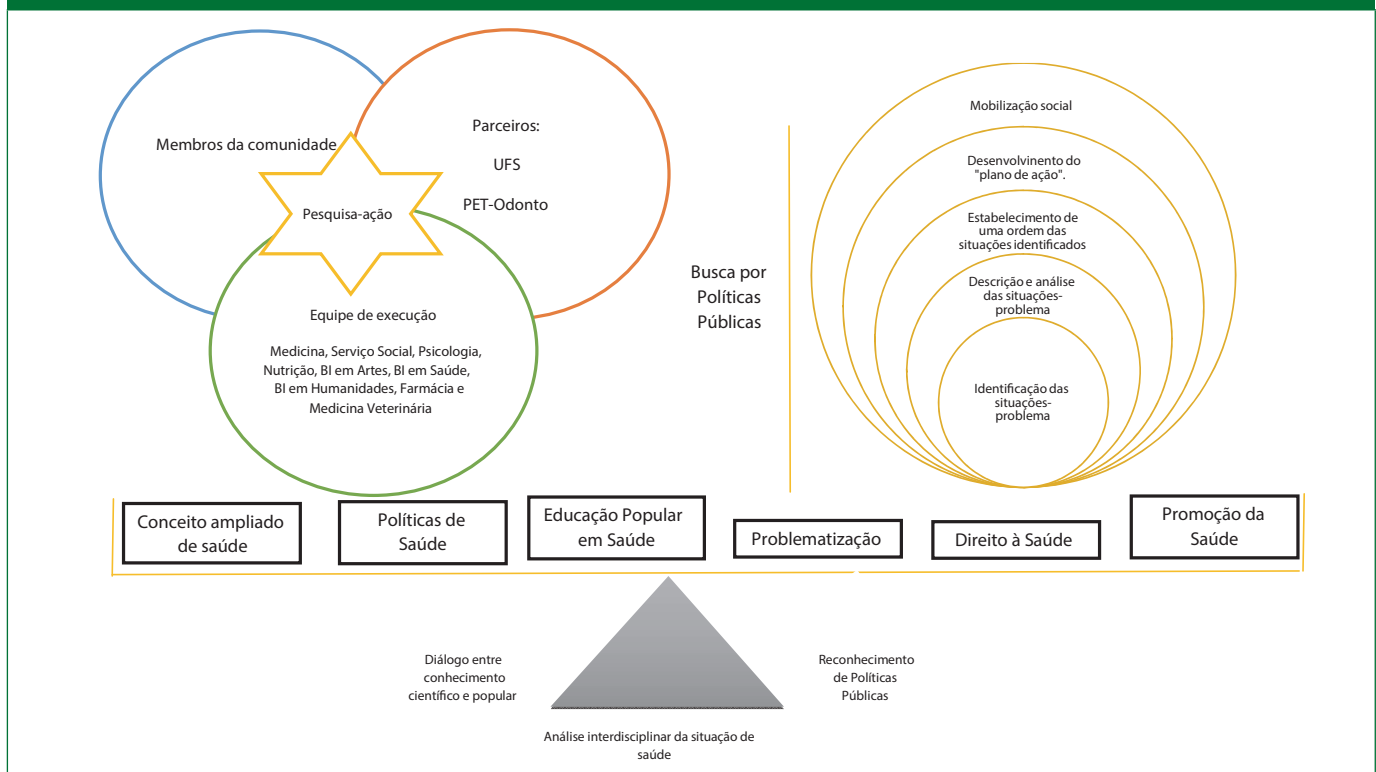 Membros da comunidade
Parceiros:
UFS
PET-Odonto
Pesquisa-ação
Equipe de execução
Medicina, Serviço Social, Psicologia,
Nutrição, BI em Artes, BI em Saúde,
BI em Humanidades, Farmácia e
Medicina Veterinária
Busca por
Políticas
Públicas
Mobilização social
Desenvolvinento do
"plano de ação".
Estabelecimento de
uma ordem das
situações identificados
Descrição e análise
das situações-
problema
Identificação das
situações-
problema
Conceito ampliado
de saúde
Políticas de
Saúde
Educação Popular
em Saúde
Problematização
Direito à Saúde
Promoção da
Saúde
Diálogo entre
conhecimento
científico e popular
Reconhecimento
de Políticas
Públicas
Análise interdisciplinar da situação de
saúde